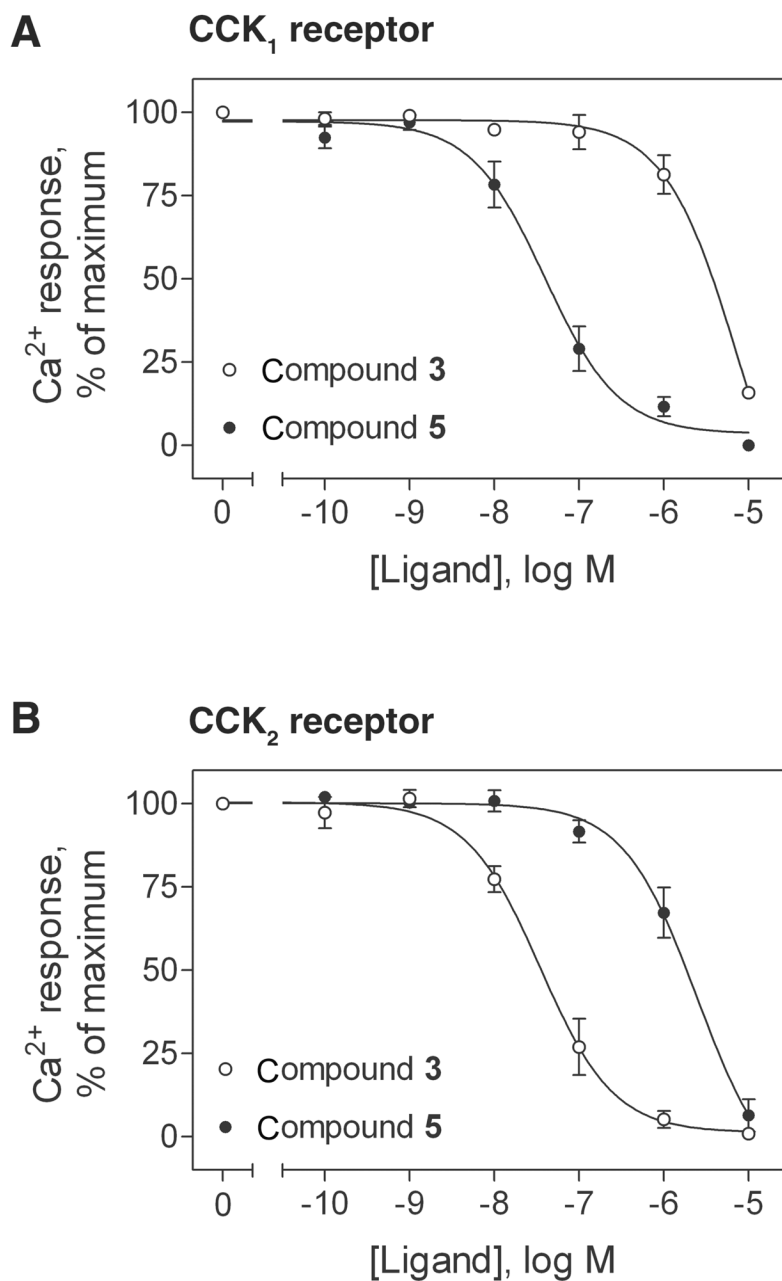 A
CCK₁ receptor
100
75
50
25
0
Ca²⁺ response,
% of maximum
Compound 3
Compound 5
0 -10 -9 -8 -7 -6 -5
[Ligand], log M
B
CCK₂ receptor
100
75
50
25
0
Ca²⁺ response,
% of maximum
Compound 3
Compound 5
0 -10 -9 -8 -7 -6 -5
[Ligand], log M